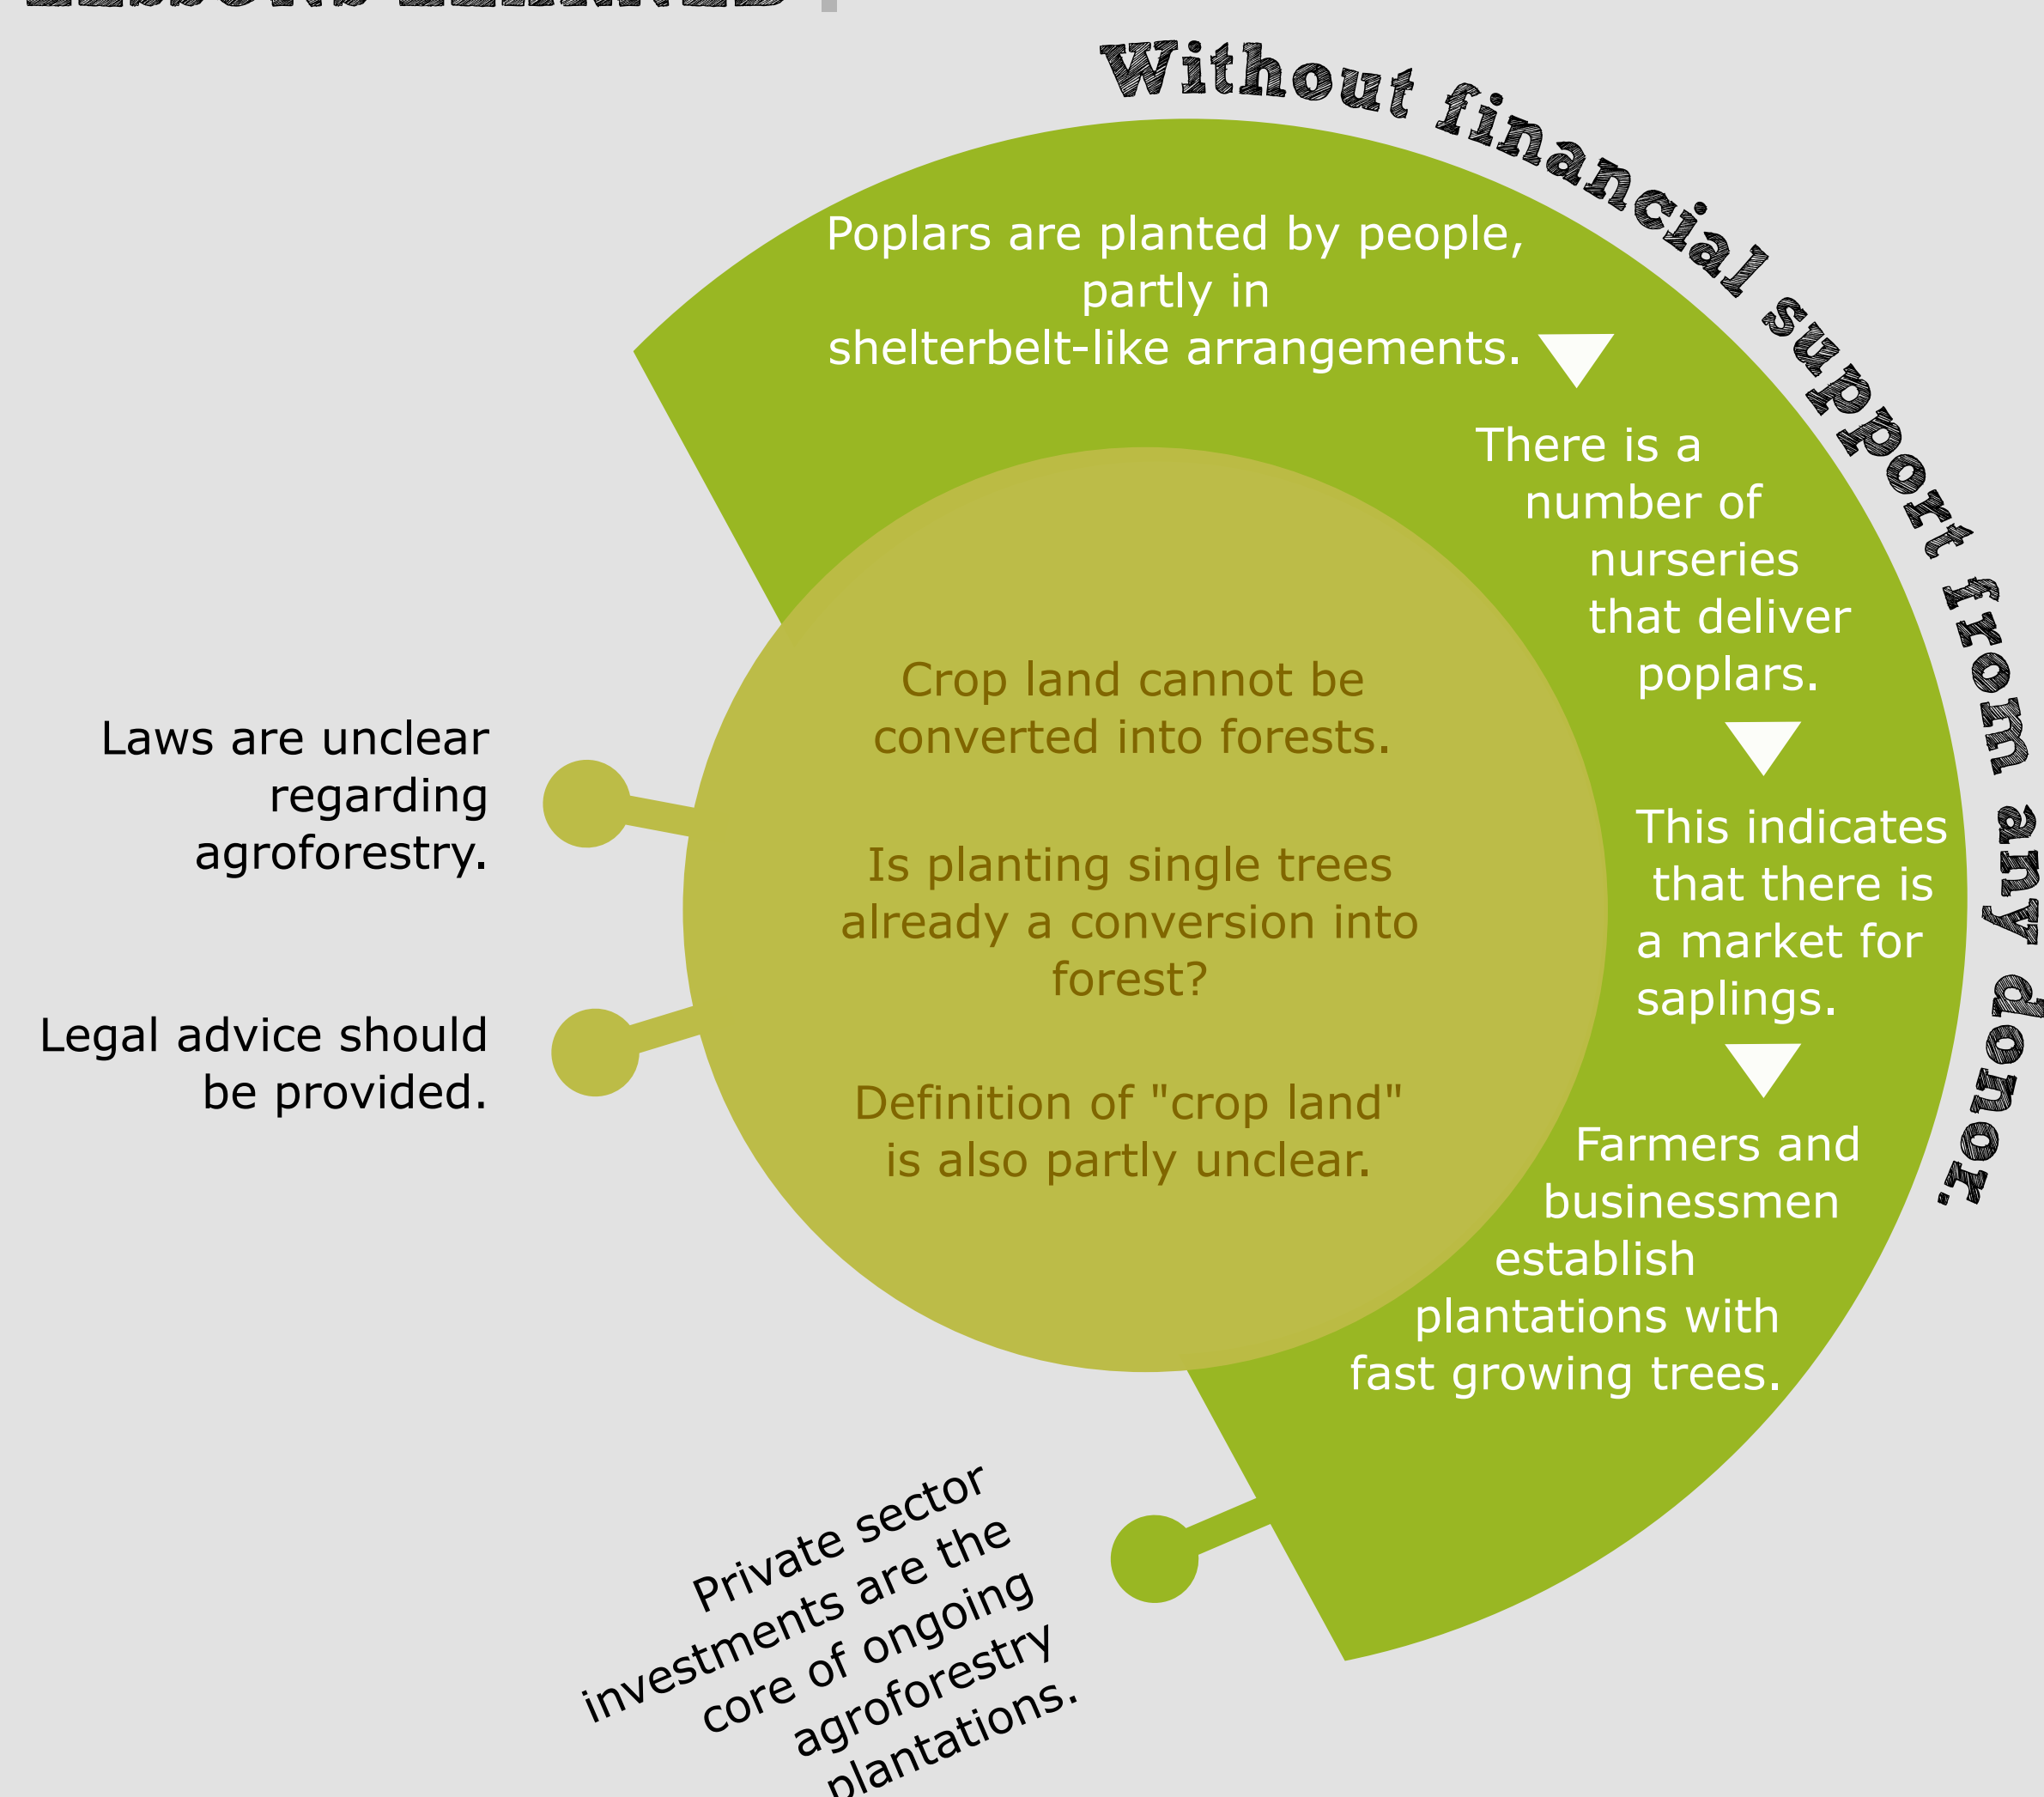 LESSONS LEARNED
Without financial support from any donor.
Poplars are planted by people,
partly in
shelterbelt-like arrangements.
There is a
number of
nurseries
that deliver
poplars.
This indicates
that there is
a market for
saplings.
Farmers and
businessmen
establish
plantations with
fast growing trees.
Crop land cannot be
converted into forests.
Is planting single trees
already a conversion into
forest?
Definition of "crop land"
is also partly unclear.
Laws are unclear
regarding
agroforestry.
Legal advice should
be provided.
Private sector
investments are the
core of ongoing
agroforestry
plantations.